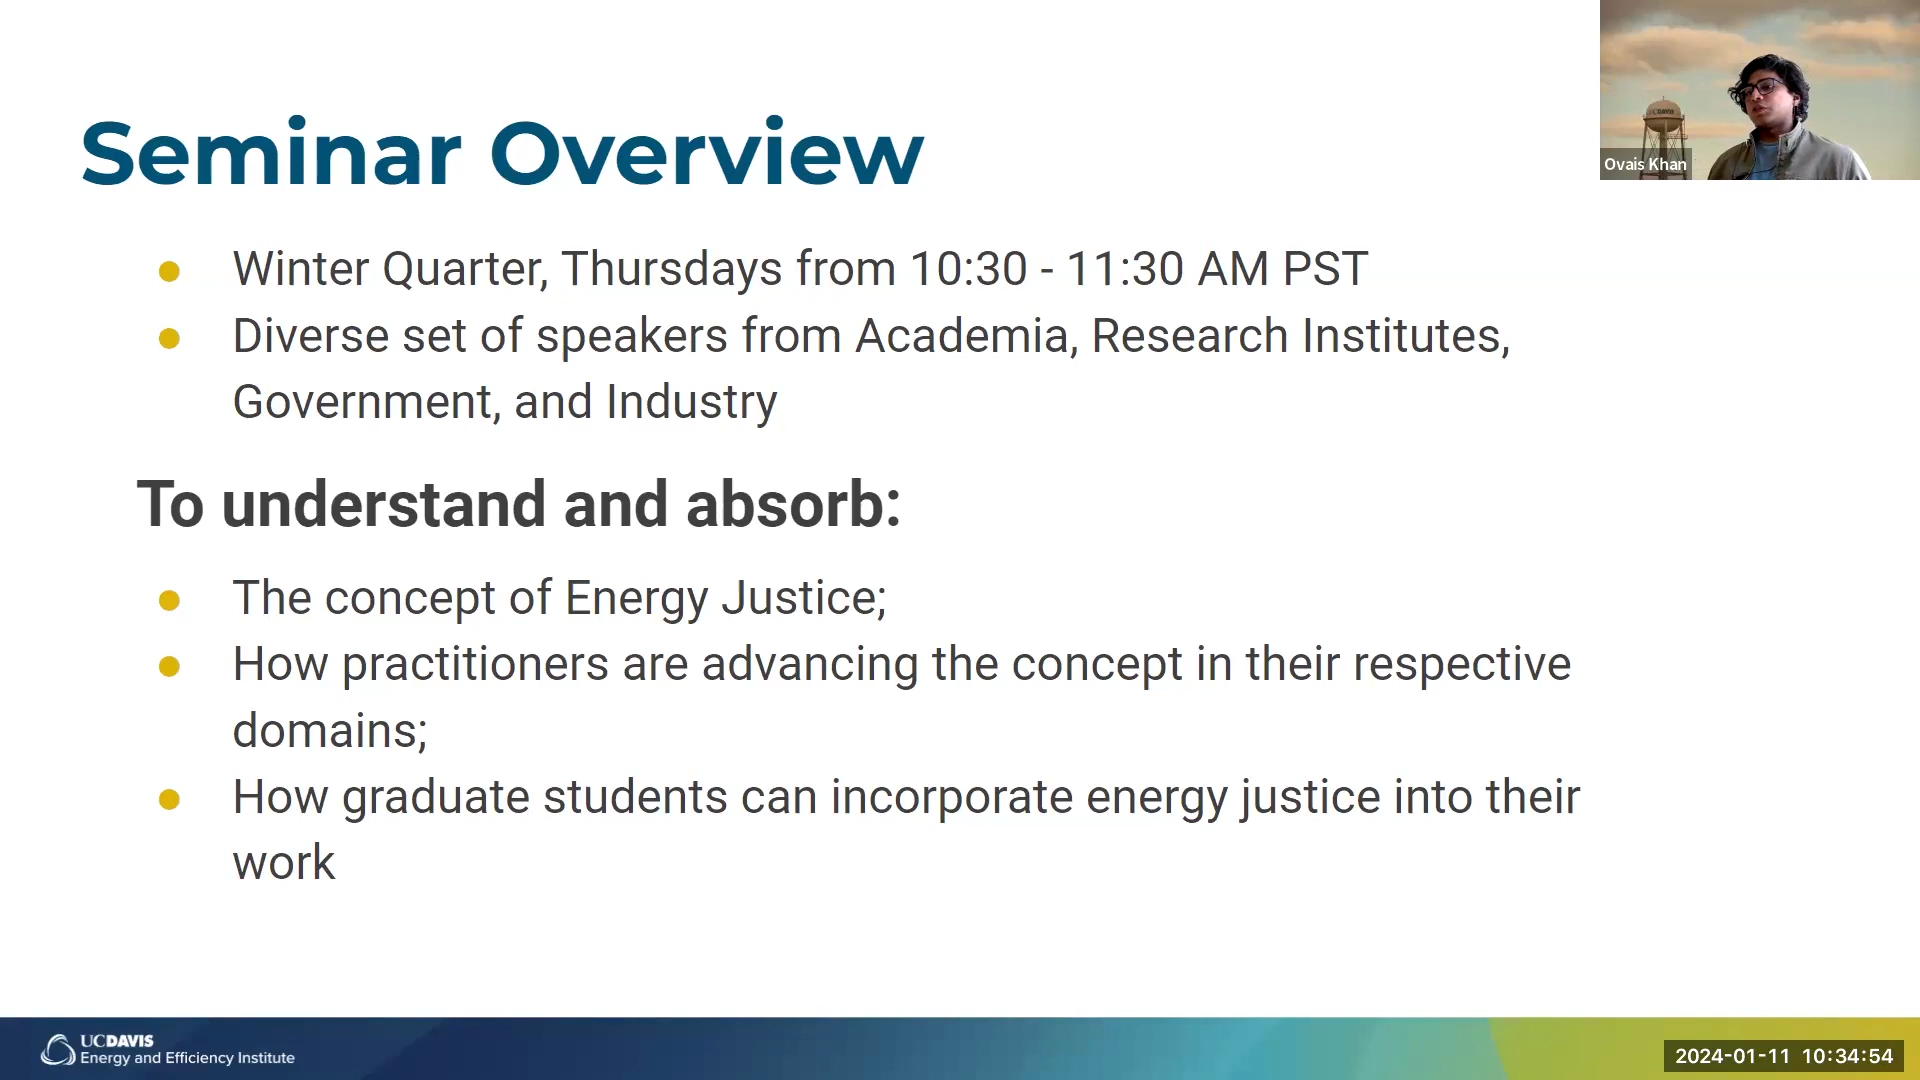 Seminar Overview
Winter Quarter, Thursdays from 10:30 - 11:30 AM PST
Diverse set of speakers from Academia, Research Institutes,
Government, and Industry
To understand and absorb:
The concept of Energy Justice;
How practitioners are advancing the concept in their respective
domains;
How graduate students can incorporate energy justice into their
work
Ovais Khan
UC DAVIS
UCDAVIS
Energy and Efficiency Institute
2024-01-11 10:34:54